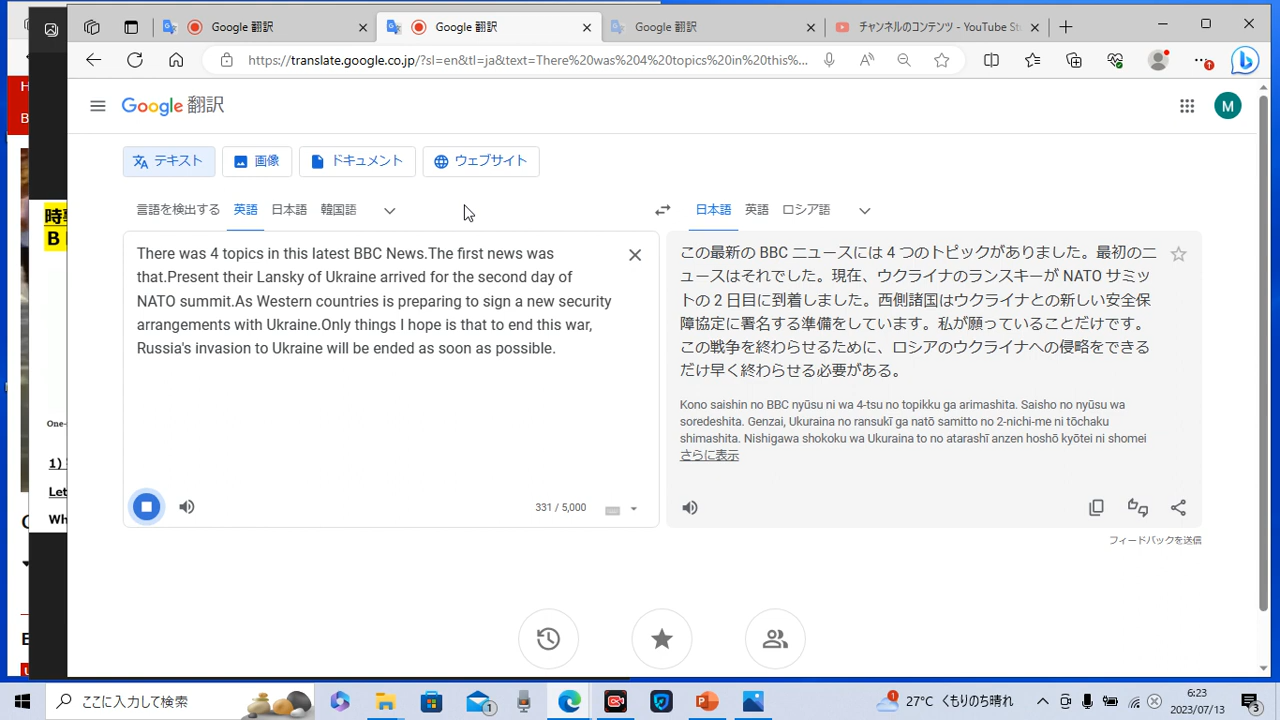 Google 翻訳
Google 翻訳
Google 翻訳
チャンネルのコンテンツ - YouTube St
https://translate.google.co.jp/?sl=en&tl=ja&text=There%20was%204%20topics%20in%20this%...
Google 翻訳
M
テキスト
画像
ドキュメント
ウェブサイト
言語を検出する 英語 日本語 韓国語
日本語 英語 ロシア語
There was 4 topics in this latest BBC News.The first news was
that.Present their Lansky of Ukraine arrived for the second day of
NATO summit.As Western countries is preparing to sign a new security
arrangements with Ukraine.Only things I hope is that to end this war,
Russia's invasion to Ukraine will be ended as soon as possible.
331 / 5,000
この最新の BBC ニュースには 4 つのトピックがありました。最初のニ
ュースはそれでした。現在、ウクライナのランスキーが NATO サミッ
トの 2 日目に到着しました。西側諸国はウクライナとの新しい安全保
障協定に署名する準備をしています。私が願っていることだけです。
この戦争を終わらせるために、ロシアのウクライナへの侵略をできる
だけ早く終わらせる必要がある。
Kono saishin no BBC nyūsu ni wa 4-tsu no topikku ga arimashita. Saisho no nyūsu wa
soredeshita. Genzai, Ukuraina no ransukī ga natō samitto no 2-nichi-me ni tōchaku
shimashita. Nishigawa shokoku wa Ukuraina to no atarashī anzen hoshō kyōtei ni shomei
さらに表示
フィードバックを送信
時
B
One-
1)
Let
Wh
ここに入力して検索
1
1
27°C くもりのち晴れ
6:23
2023/07/13
3